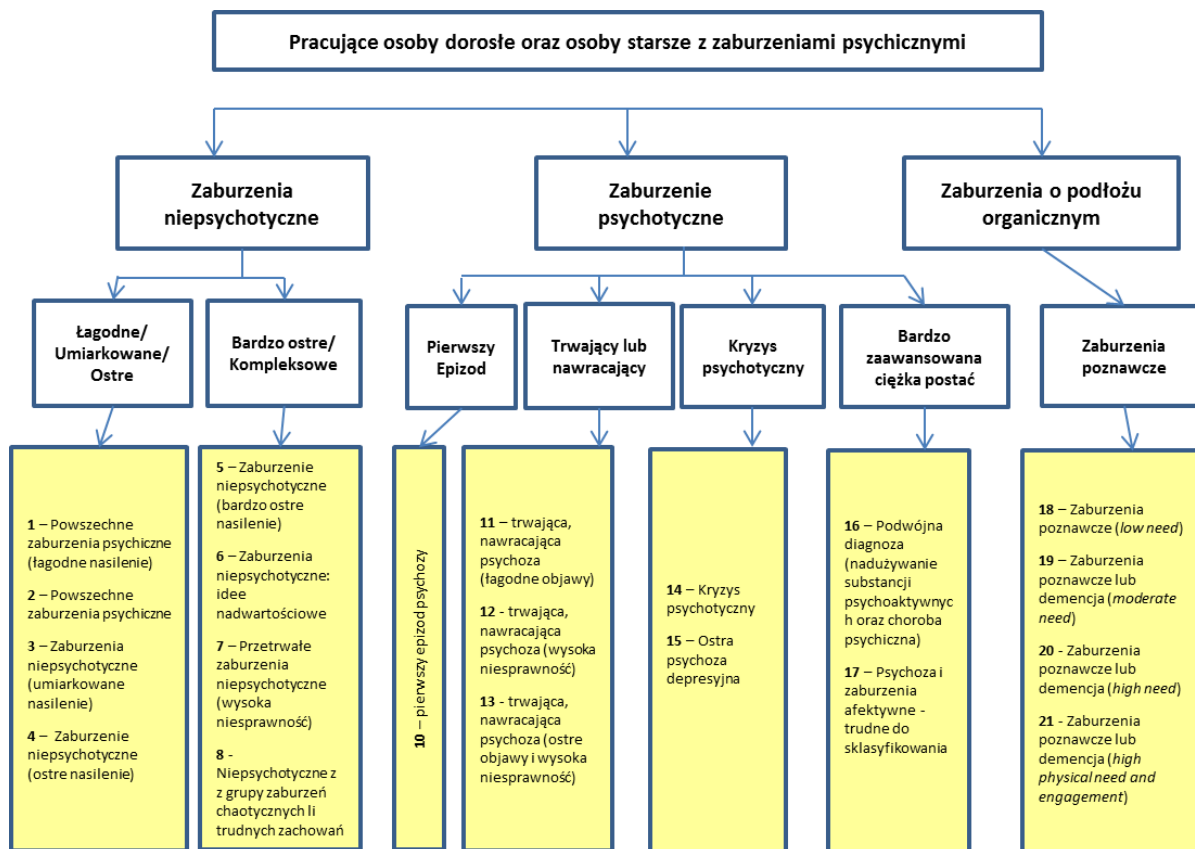 Pracujące osoby dorosłe oraz osoby starsze z zaburzeniami psychicznymi
Zaburzenia
niepsychotyczne
Zaburzenie
psychotyczne
Zaburzenia o podłożu
organicznym
Łagodne/
Umiarkowane/
Ostre
Bardzo ostre/
Kompleksowe
Pierwszy
Epizod
Trwający lub
nawracający
Kryzys
psychotyczny
Bardzo
zaawansowana
ciężka postać
Zaburzenia
poznawcze
1 – Powszechne
zaburzenia psychiczne
(łagodne nasilenie)
2 – Powszechne
zaburzenia psychiczne
3 – Zaburzenia
niepsychotyczne
(umiarkowane
nasilenie)
4 – Zaburzenie
niepsychotyczne
(ostre nasilenie)
5 – Zaburzenie
niepsychotyczne
(bardzo ostre
nasilenie)
6 – Zaburzenia
niepsychotyczne:
idee
nadwartościowe
7 – Przetrwałe
zaburzenia
niepsychotyczne
(wysoka
niesprawność)
8 -
Niepsychotyczne z
z grupy zaburzeń
chaotycznych li
trudnych zachowań
10 – pierwszy epizod psychozy
11 – trwająca,
nawracająca
psychoza
(łagodne objawy)
12 - trwająca,
nawracająca
psychoza (wysoka
niesprawność)
13 - trwająca,
nawracająca
psychoza (ostre
objawy i wysoka
niesprawność)
14 – Kryzys
psychotyczny
15 – Ostra
psychoza
depresyjna
16 – Podwójna
diagnoza
(nadużywanie
substancji
psychoaktywnyc
h oraz choroba
psychiczna)
17 – Psychoza i
zaburzenia
afektywne -
trudne do
sklasyfikowania
18 – Zaburzenia
poznawcze (low need)
19 – Zaburzenia
poznawcze lub
demencja (moderate
need)
20 - Zaburzenia
poznawcze lub
demencja (high need)
21 - Zaburzenia
poznawcze lub
demencja (high
physical need and
engagement)